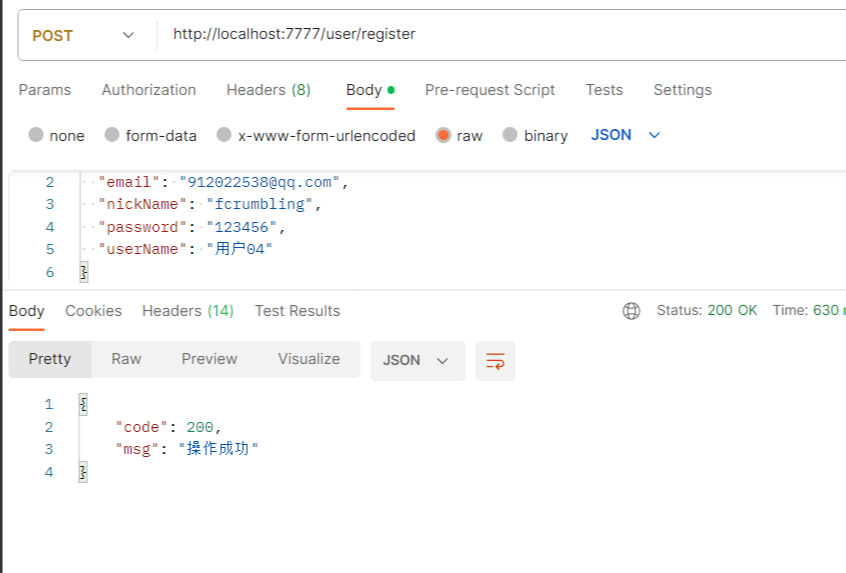 POST http://localhost:7777/user/register
Params Authorization Headers (8) Body Pre-request Script Tests Settings
none form-data x-www-form-urlencoded raw binary JSON
2 "email": "912022538@qq.com",
3 "nickName": "fcrumbling",
4 "password": "123456",
5 "userName": "用户04"
6 }
Body Cookies Headers (14) Test Results Status: 200 OK Time: 630
Pretty Raw Preview Visualize JSON
1 {
2 "code": 200,
3 "msg": "操作成功"
4 }